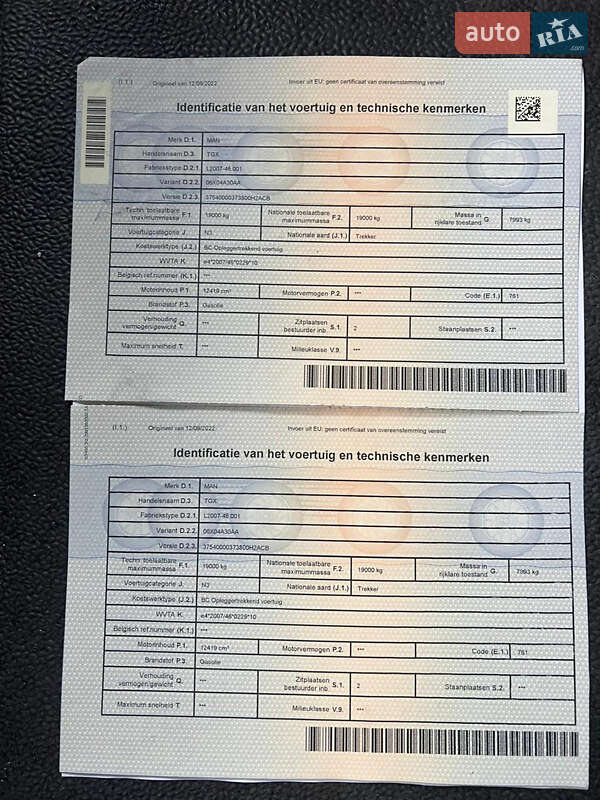 auto RIA .com
(I.1.) Origineel van 12/09/2022 Invoer uit EU: geen certificaat van overeenstemming vereist
Identificatie van het voertuig en technische kenmerken
Merk D.1. MAN
Handelsnaam D.3. TGX
Fabriekstype D.2.1. L2007-46.001
Variant D.2.2. 06X04A30AA
Versie D.2.3. 37540000373800H2ACB
Techn. toelaatbare maximummassa F.1. 19000 kg Nationale toelaatbare maximummassa F.2. 19000 kg Massa in rijklare toestand G. 7993 kg
Voertuigcategorie J. N3 Nationale aard (J.1.) Trekker
Koetswerktype (J.2.) BC Opleggertrekkend voertuig
WVTA K. e4*2007/46*0229*10
Belgisch ref.nummer (K.1.) ***
Motorinhoud P.1. 12419 cm³ Motorvermogen P.2. *** Code (E.1.) 761
Brandstof P.3. Gasolie
Verhouding vermogen/gewicht Q. *** Zitplaatsen bestuurder inb. S.1. 2 Staanplaatsen S.2. ***
Maximum snelheid T. *** Milieuklasse V.9. ***
(I.1.) Origineel van 12/09/2022 Invoer uit EU: geen certificaat van overeenstemming vereist
Identificatie van het voertuig en technische kenmerken
Merk D.1. MAN
Handelsnaam D.3. TGX
Fabriekstype D.2.1. L2007-46.001
Variant D.2.2. 06X04A30AA
Versie D.2.3. 37540000373800H2ACB
Techn. toelaatbare maximummassa F.1. 19000 kg Nationale toelaatbare maximummassa F.2. 19000 kg Massa in rijklare toestand G. 7993 kg
Voertuigcategorie J. N3 Nationale aard (J.1.) Trekker
Koetswerktype (J.2.) BC Opleggertrekkend voertuig
WVTA K. e4*2007/46*0229*10
Belgisch ref.nummer (K.1.) ***
Motorinhoud P.1. 12419 cm³ Motorvermogen P.2. *** Code (E.1.) 761
Brandstof P.3. Gasolie
Verhouding vermogen/gewicht Q. *** Zitplaatsen bestuurder inb. S.1. 2 Staanplaatsen S.2. ***
Maximum snelheid T. *** Milieuklasse V.9. ***